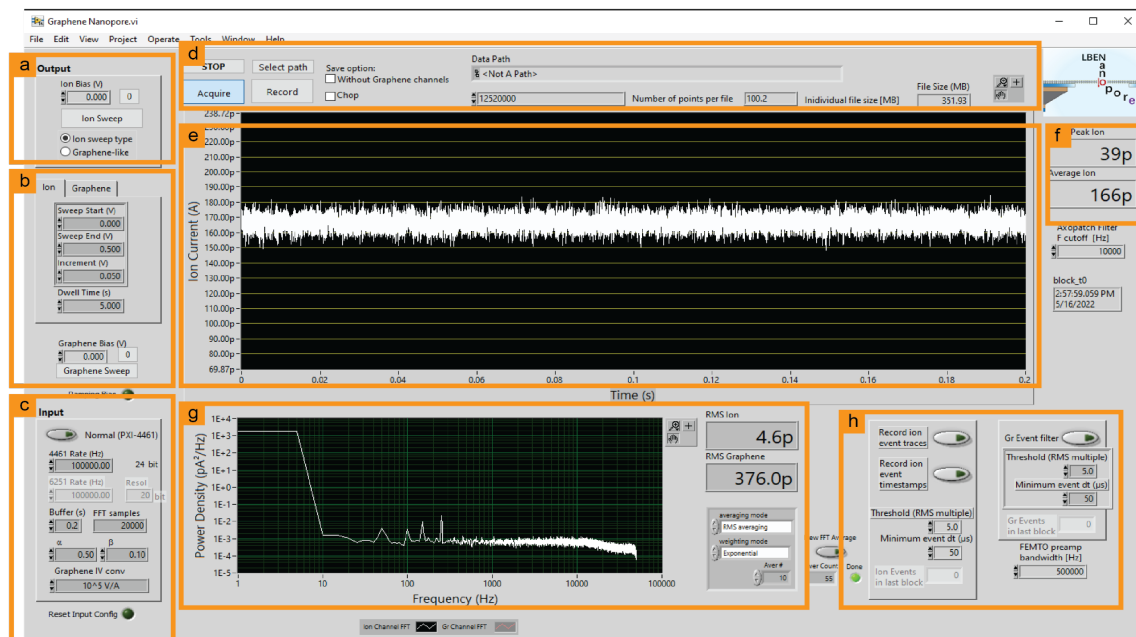 Graphene Nanopore.vi
File Edit View Project Operate Tools Window Help
a
Output
Ion Bias (V)
0.000 0
Ion Sweep
Ion sweep type
Graphene-like
b
Ion Graphene
Sweep Start (V)
0.000
Sweep End (V)
0.500
Increment (V)
0.050
Dwell Time (s)
5.000
Graphene Bias (V)
0.000 0
Graphene Sweep
c
Input
Normal (PXI-4461)
4461 Rate (Hz)
100000.00 24 bit
6251 Rate (Hz) Resol
100000.00 20 bit
Buffer (s) FFT samples
0.2 20000
α β
0.50 0.10
Graphene IV conv
10^5 V/A
Reset Input Config
d
STOP Select path
Acquire Record
Save option:
Without Graphene channels
Chop
Data Path
<Not A Path>
12520000 Number of points per file 100.2 Inidividual file size [MB]
File Size (MB)
351.93
LBEN
nanopore
e
Ion Current (A)
238.72p
230.00p
220.00p
210.00p
200.00p
190.00p
180.00p
170.00p
160.00p
150.00p
140.00p
130.00p
120.00p
110.00p
100.00p
90.00p
80.00p
69.87p
0 0.02 0.04 0.06 0.08 0.1 0.12 0.14 0.16 0.18 0.2
Time (s)
f
Peak Ion
39p
Average Ion
166p
Axopatch Filter
F cutoff [Hz]
10000
block_t0
2:57:59.059 PM
5/16/2022
g
Power Density (pA²/Hz)
1E+4
1E+3
1E+2
1E+1
1E+0
1E-1
1E-2
1E-3
1E-4
1E-5
1 10 100 1000 10000 100000
Frequency (Hz)
Ion Channel FFT Gr Channel FFT
RMS Ion
4.6p
RMS Graphene
376.0p
averaging mode
RMS averaging
weighting mode
Exponential
Aver #
10
FFT Average
Done
55
h
Record ion
event traces
Record ion
event
timestamps
Threshold (RMS multiple)
5.0
Minimum event dt (µs)
50
Ion Events
in last block 0
Gr Event filter
Threshold (RMS multiple)
5.0
Minimum event dt (µs)
50
Gr Events
in last block 0
FEMTO preamp
bandwidth [Hz]
500000